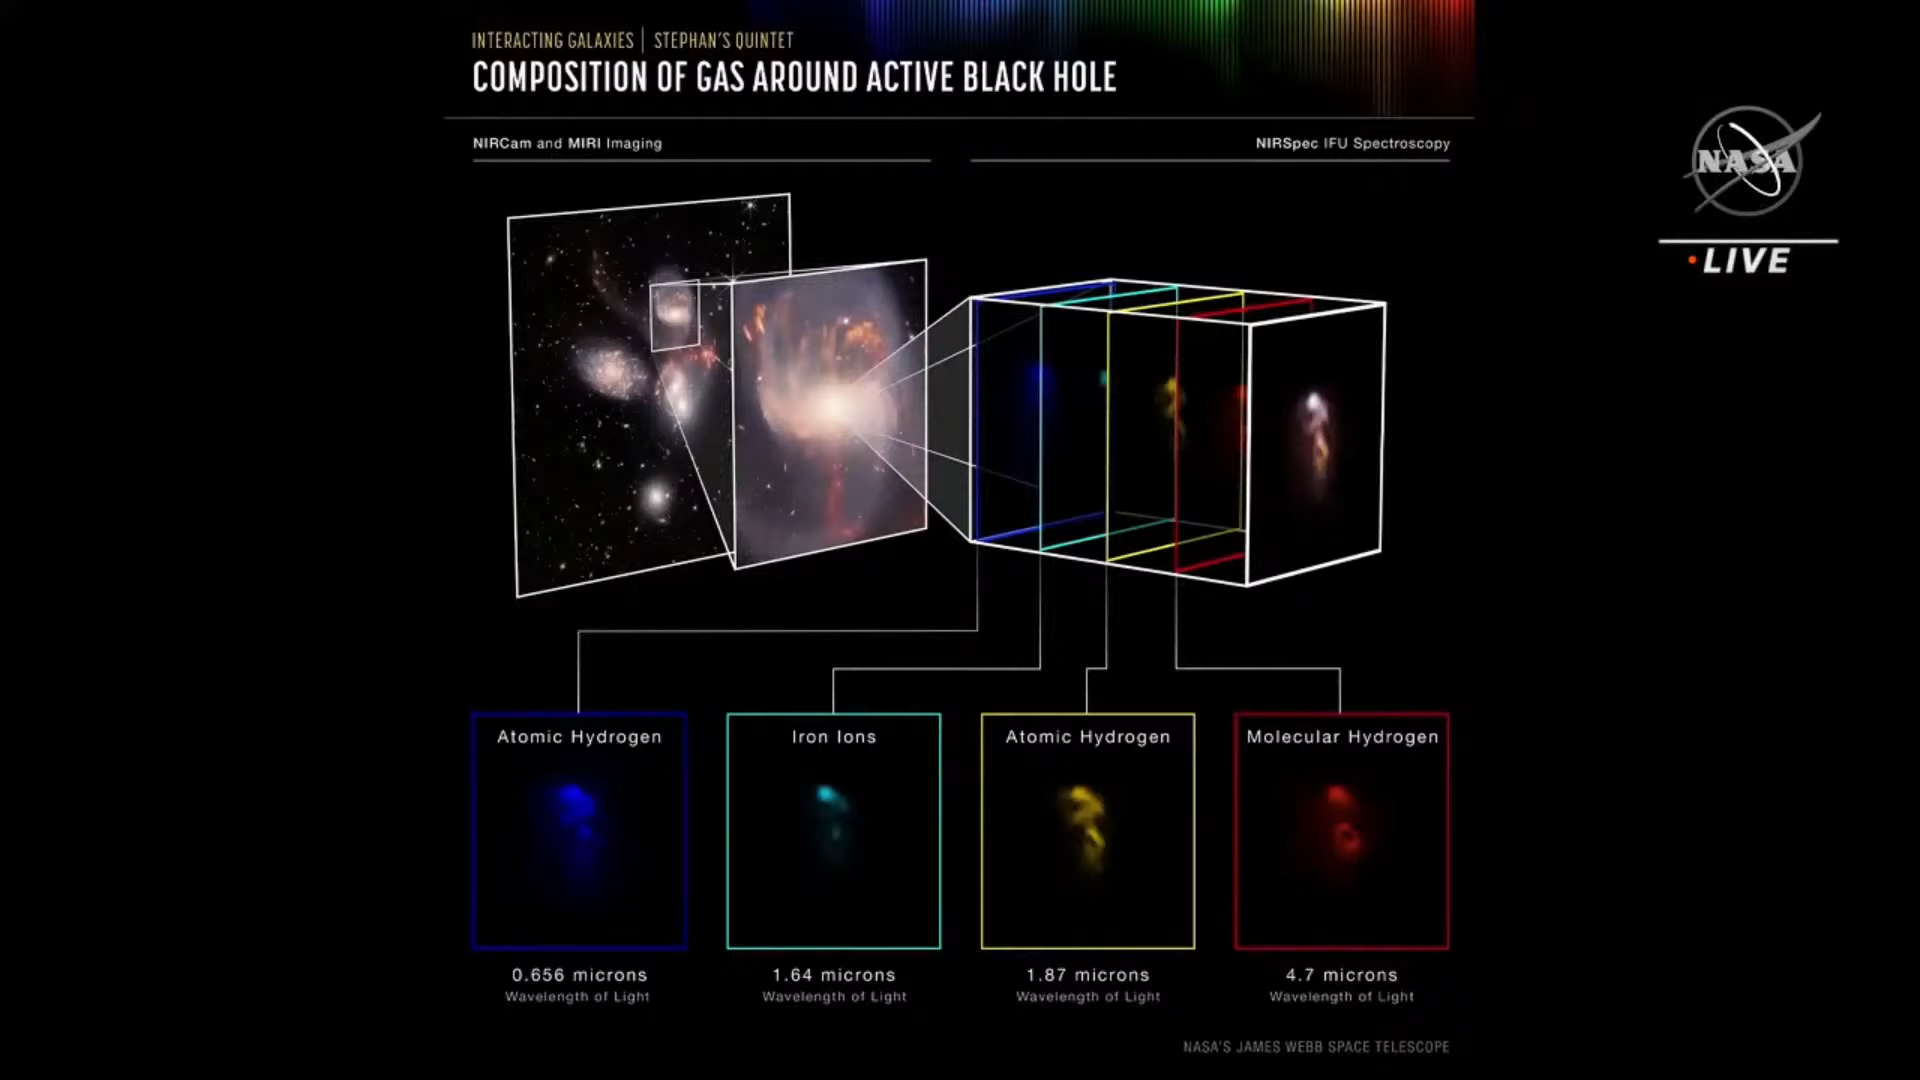 INTERACTING GALAXIES | STEPHAN'S QUINTET
COMPOSITION OF GAS AROUND ACTIVE BLACK HOLE
NIRCam and MIRI Imaging
NIRSpec IFU Spectroscopy
NASA
LIVE
Atomic Hydrogen
Iron Ions
Atomic Hydrogen
Molecular Hydrogen
0.656 microns
Wavelength of Light
1.64 microns
Wavelength of Light
1.87 microns
Wavelength of Light
4.7 microns
Wavelength of Light
NASA'S JAMES WEBB SPACE TELESCOPE